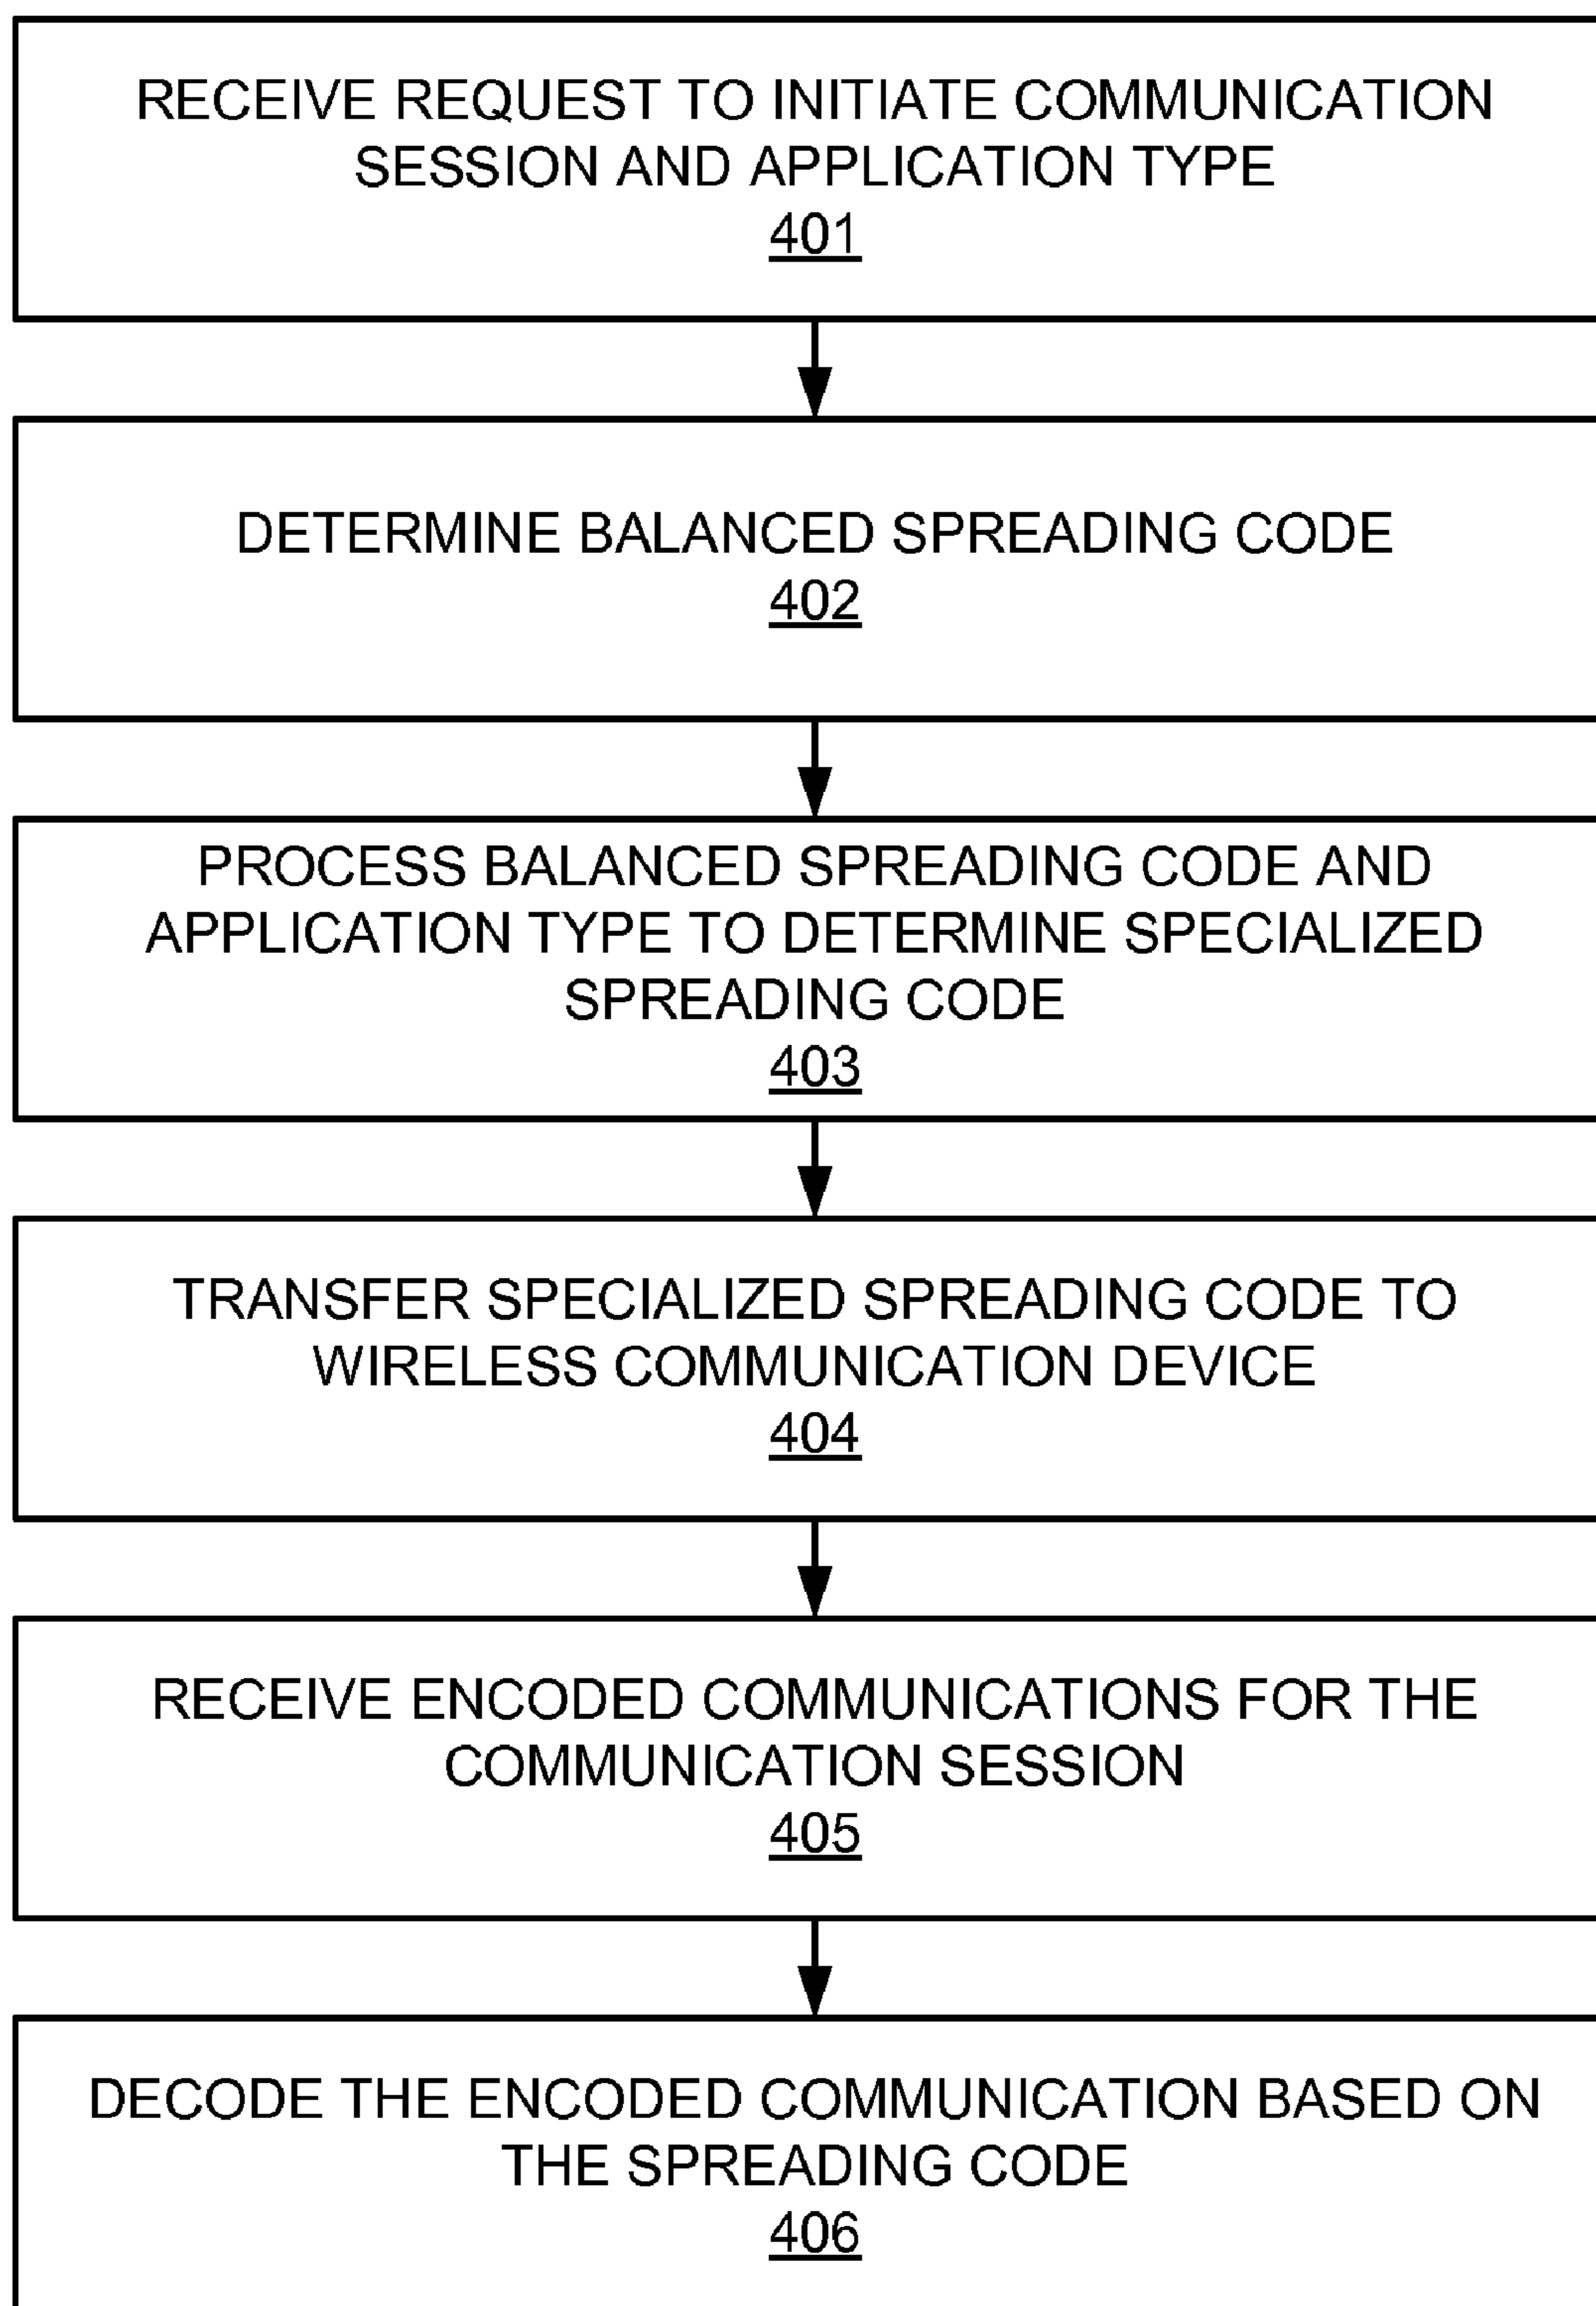 RECEIVE REQUEST TO INITIATE COMMUNICATION
SESSION AND APPLICATION TYPE
401
DETERMINE BALANCED SPREADING CODE
402
PROCESS BALANCED SPREADING CODE AND
APPLICATION TYPE TO DETERMINE SPECIALIZED
SPREADING CODE
403
TRANSFER SPECIALIZED SPREADING CODE TO
WIRELESS COMMUNICATION DEVICE
404
RECEIVE ENCODED COMMUNICATIONS FOR THE
COMMUNICATION SESSION
405
DECODE THE ENCODED COMMUNICATION BASED ON
THE SPREADING CODE
406